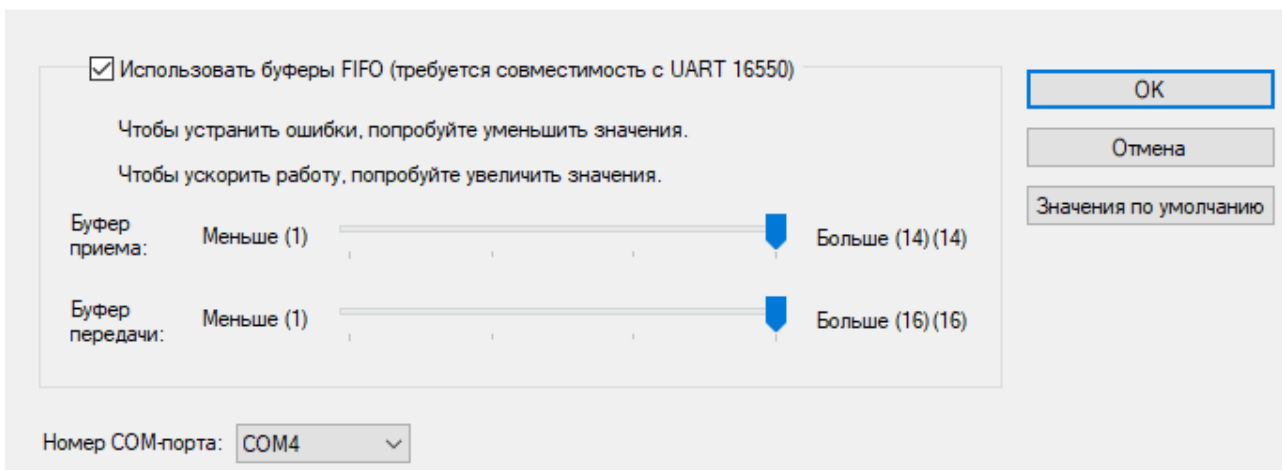 Использовать буферы FIFO (требуется совместимость с UART 16550)
OK
Чтобы устранить ошибки, попробуйте уменьшить значения.
Отмена
Чтобы ускорить работу, попробуйте увеличить значения.
Значения по умолчанию
Буфер
приема:
Меньше (1)
Больше (14) (14)
Буфер
передачи:
Меньше (1)
Больше (16) (16)
Номер COM-порта: COM4